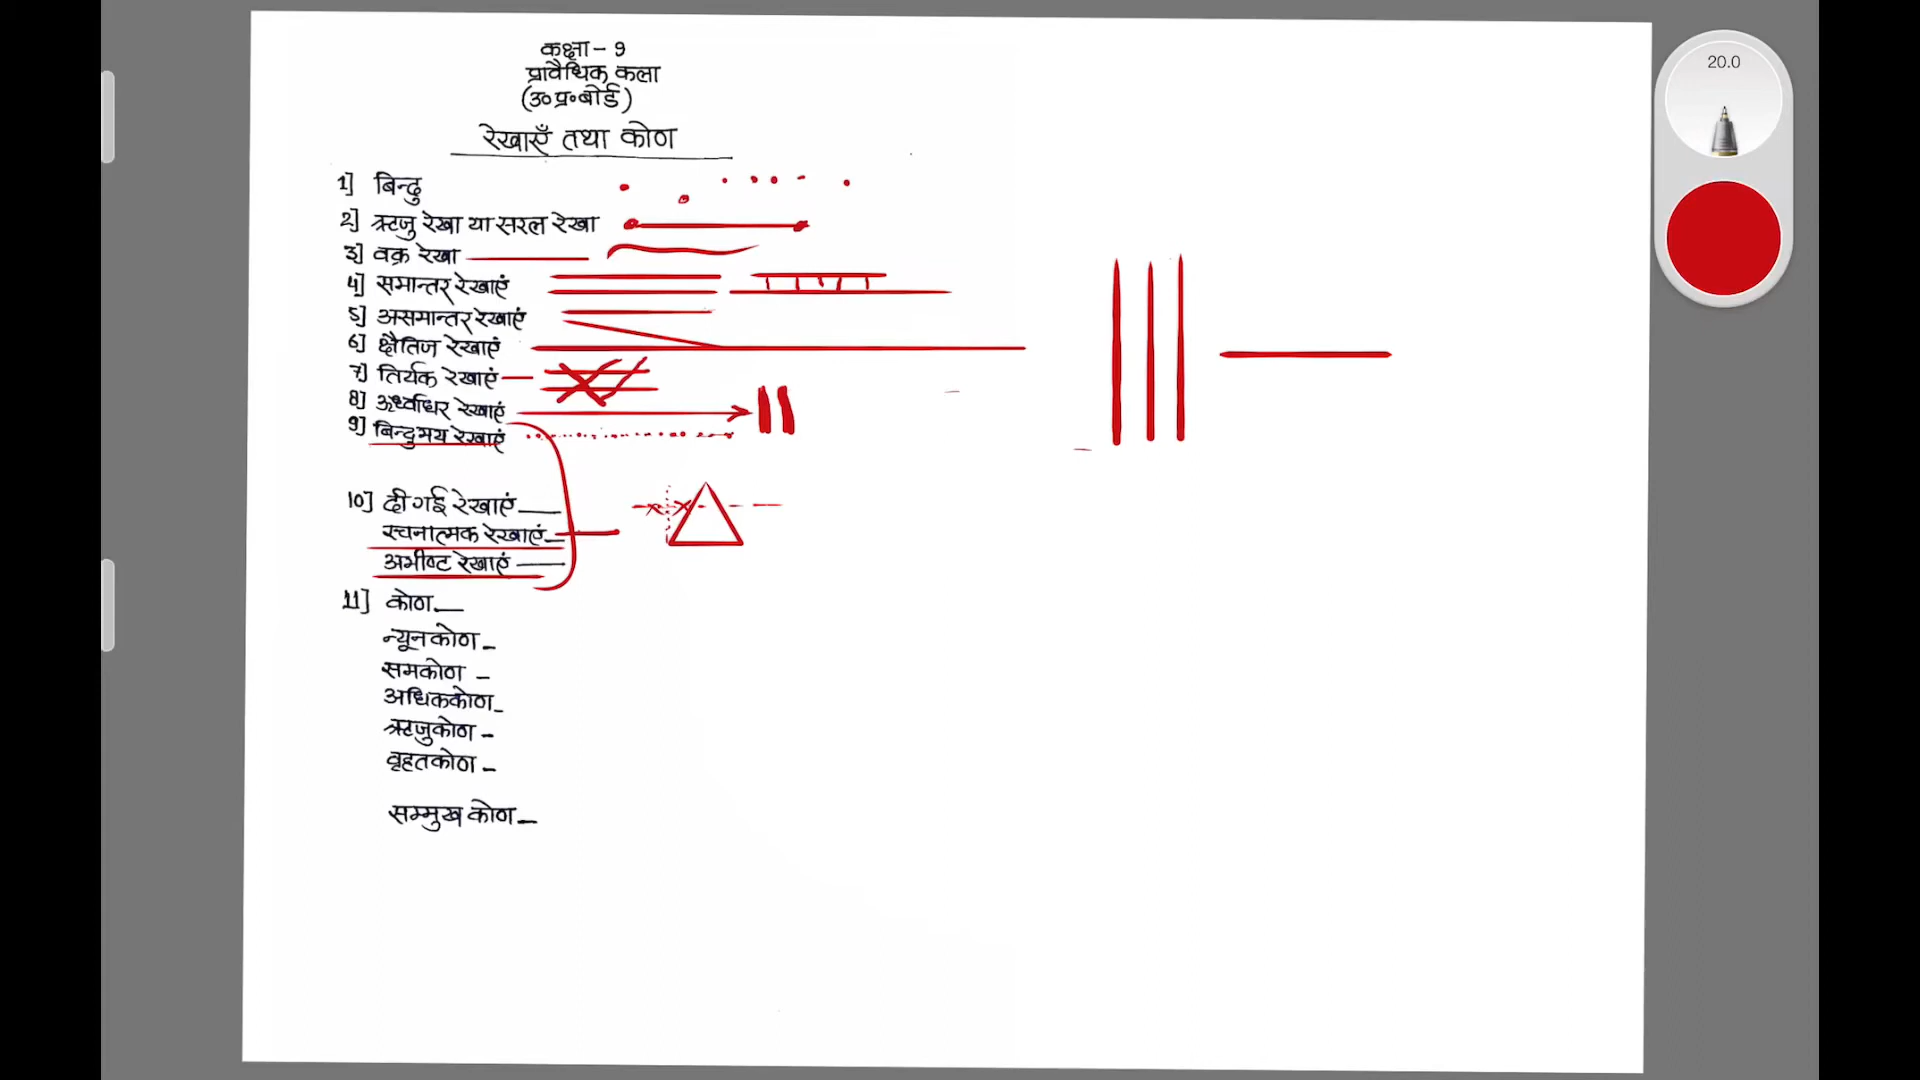 कक्षा - 9
प्रावैधिक कला
(उ० प्र० बोर्ड)
रेखाएँ तथा कोण
1] बिन्दु
2] ऋजु रेखा या सरल रेखा
3] वक्र रेखा
4] समान्तर रेखाएं
5] असमान्तर रेखाएं
6] क्षैतिज रेखाएं
7] तिर्यक रेखाएं
8] ऊर्ध्वाधर रेखाएं
9] बिन्दुमय रेखाएं
10] दी गई रेखाएं
रचनात्मक रेखाएं
अभीष्ट रेखाएं
11] कोण
न्यूनकोण -
समकोण -
अधिककोण -
ऋजुकोण -
वृहतकोण -
सम्मुख कोण -
20.0